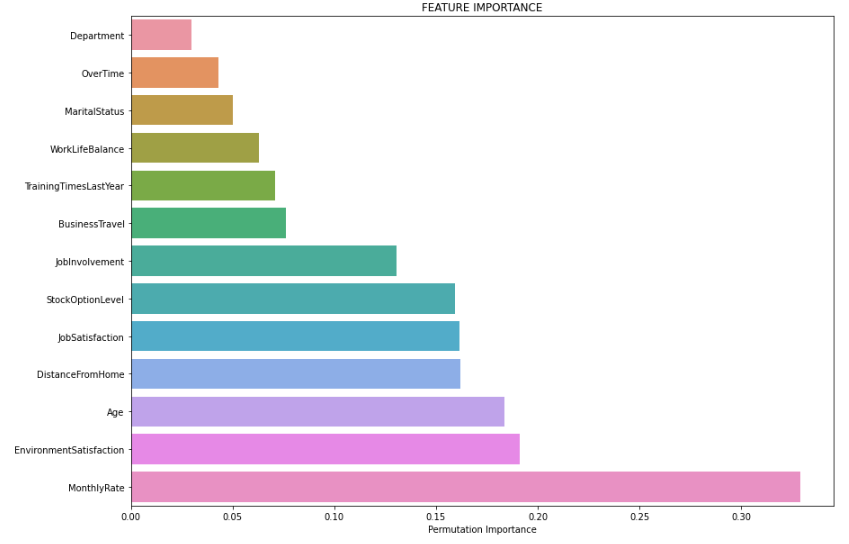 FEATURE IMPORTANCE
Department
OverTime
MaritalStatus
WorkLifeBalance
TrainingTimesLastYear
BusinessTravel
JobInvolvement
StockOptionLevel
JobSatisfaction
DistanceFromHome
Age
EnvironmentSatisfaction
MonthlyRate
0.00 0.05 0.10 0.15 0.20 0.25 0.30
Permutation Importance